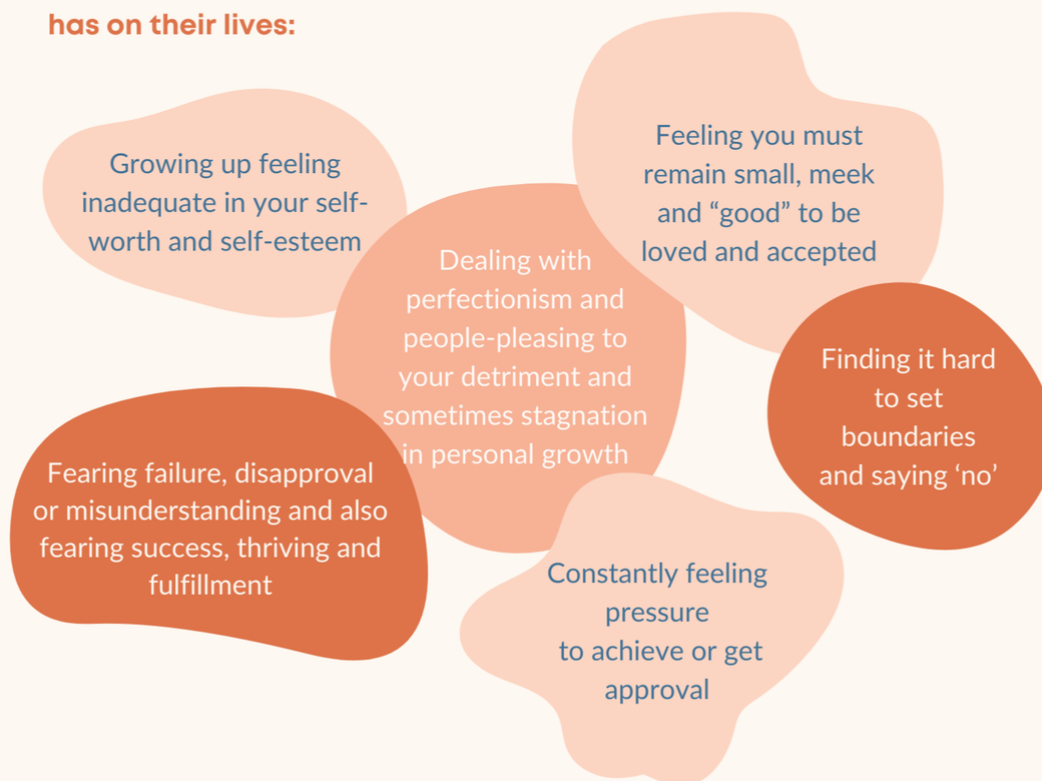 has on their lives:
Growing up feeling
inadequate in your self-
worth and self-esteem
Feeling you must
remain small, meek
and “good” to be
loved and accepted
Dealing with
perfectionism and
people-pleasing to
your detriment and
sometimes stagnation
in personal growth
Finding it hard
to set
boundaries
and saying ‘no’
Fearing failure, disapproval
or misunderstanding and also
fearing success, thriving and
fulfillment
Constantly feeling
pressure
to achieve or get
approval